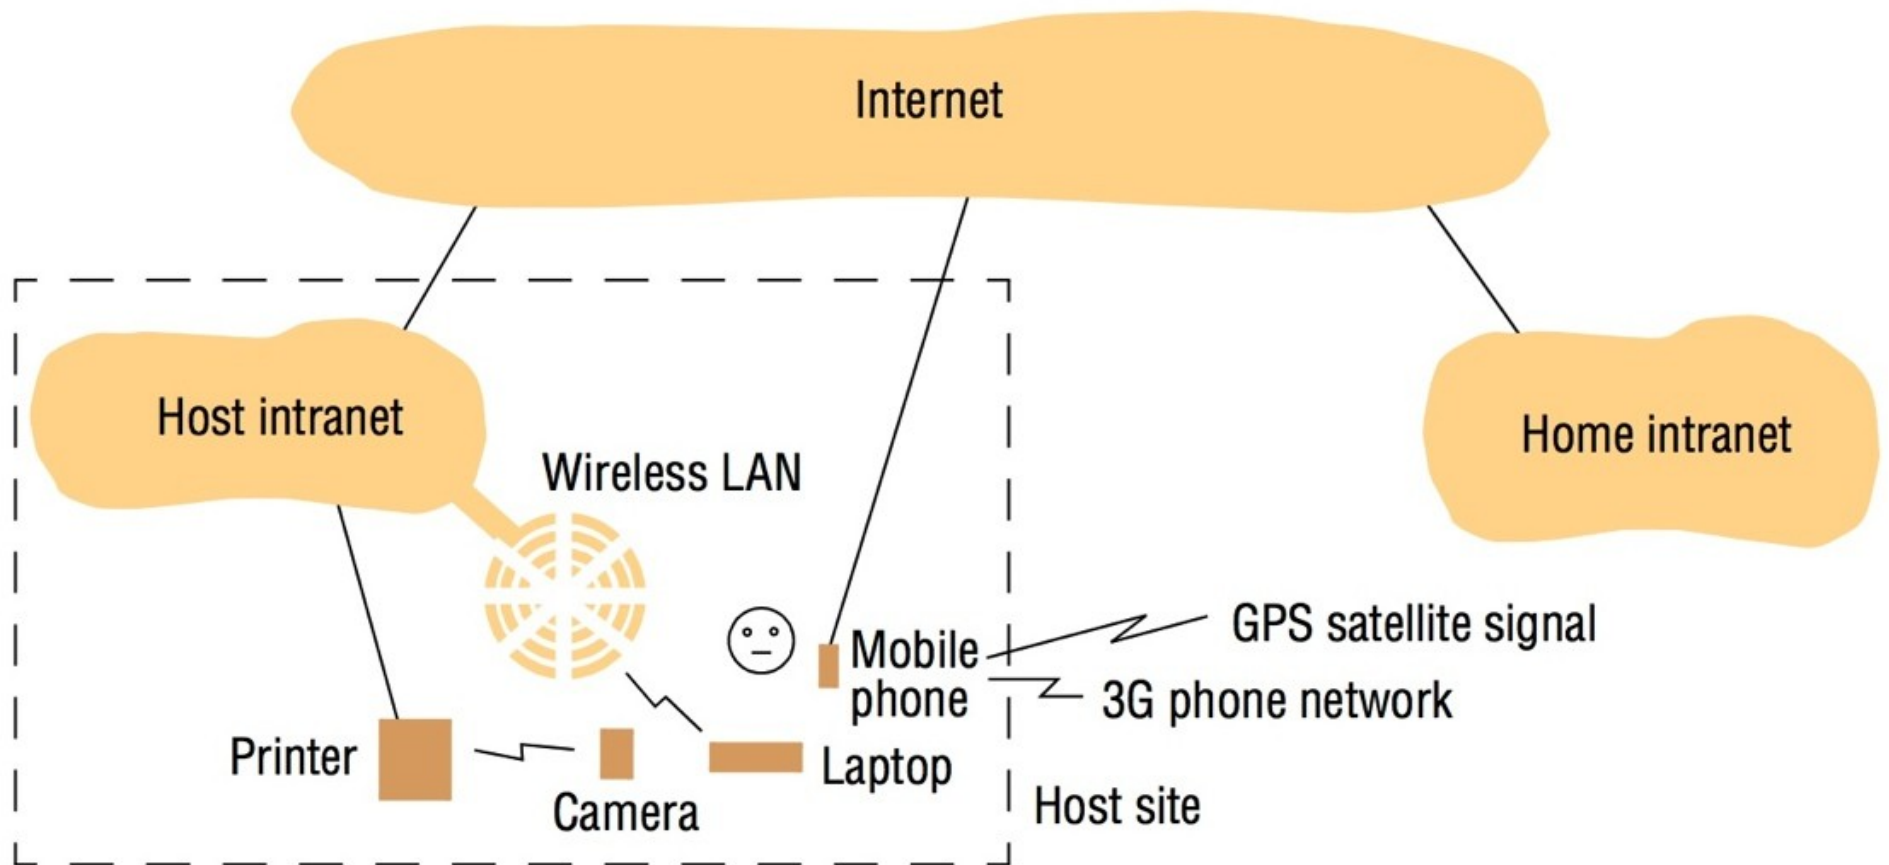 Internet
Host intranet
Wireless LAN
Home intranet
Mobile
phone
GPS satellite signal
3G phone network
Printer
Camera
Laptop
Host site